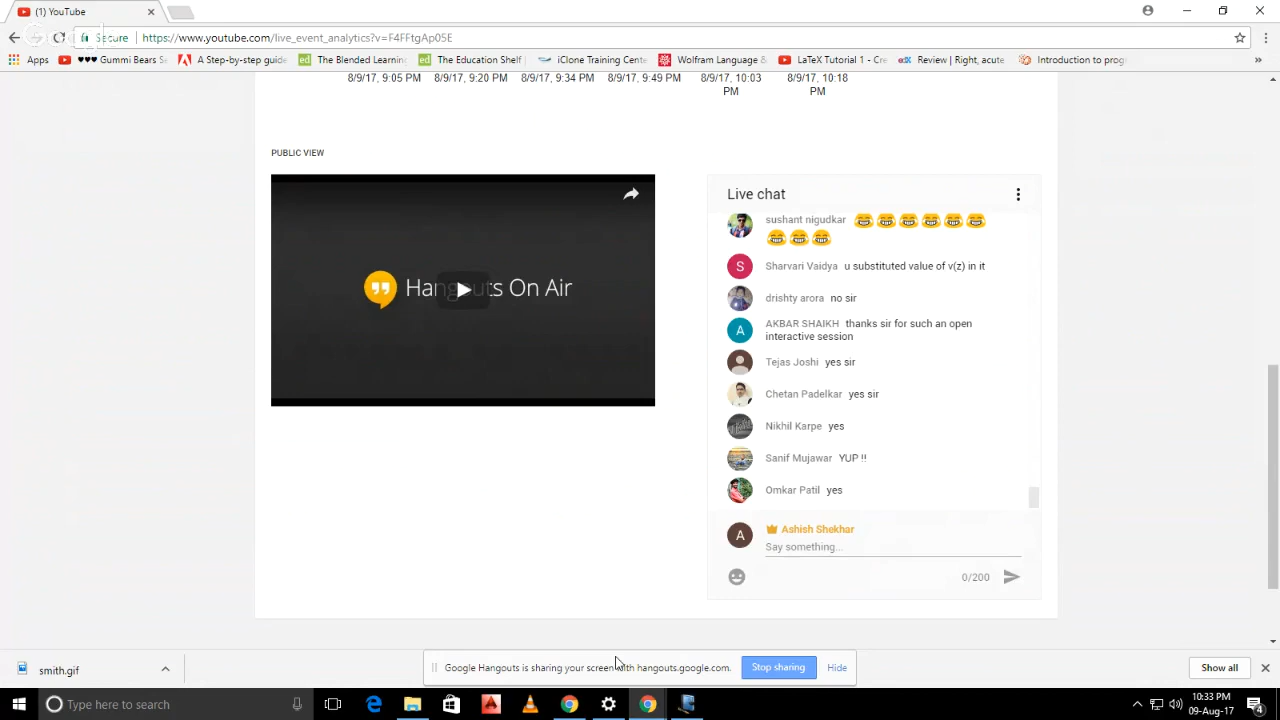 (1) YouTube
Secure https://www.youtube.com/live_event_analytics?v=F4FFtgAp05E
Apps ♥♥♥ Gummi Bears S A Step-by-step guide The Blended Learning The Education Shelf iClone Training Cente Wolfram Language & LaTeX Tutorial 1 - Cre Review | Right, acute Introduction to prog
8/9/17, 9:05 PM 8/9/17, 9:20 PM 8/9/17, 9:34 PM 8/9/17, 9:49 PM 8/9/17, 10:03 PM 8/9/17, 10:18 PM
PUBLIC VIEW
Hangouts On Air
Live chat
sushant nigudkar 😂😂😂😂😂😂
😂😂😂
Sharvari Vaidya u substituted value of v(z) in it
drishty arora no sir
AKBAR SHAIKH thanks sir for such an open
interactive session
Tejas Joshi yes sir
Chetan Padelkar yes sir
Nikhil Karpe yes
Sanif Mujawar YUP !!
Omkar Patil yes
Ashish Shekhar
Say something...
0/200
smith.gif
Google Hangouts is sharing your screen with hangouts.google.com. Stop sharing Hide
Show all
Type here to search
10:33 PM
09-Aug-17
4